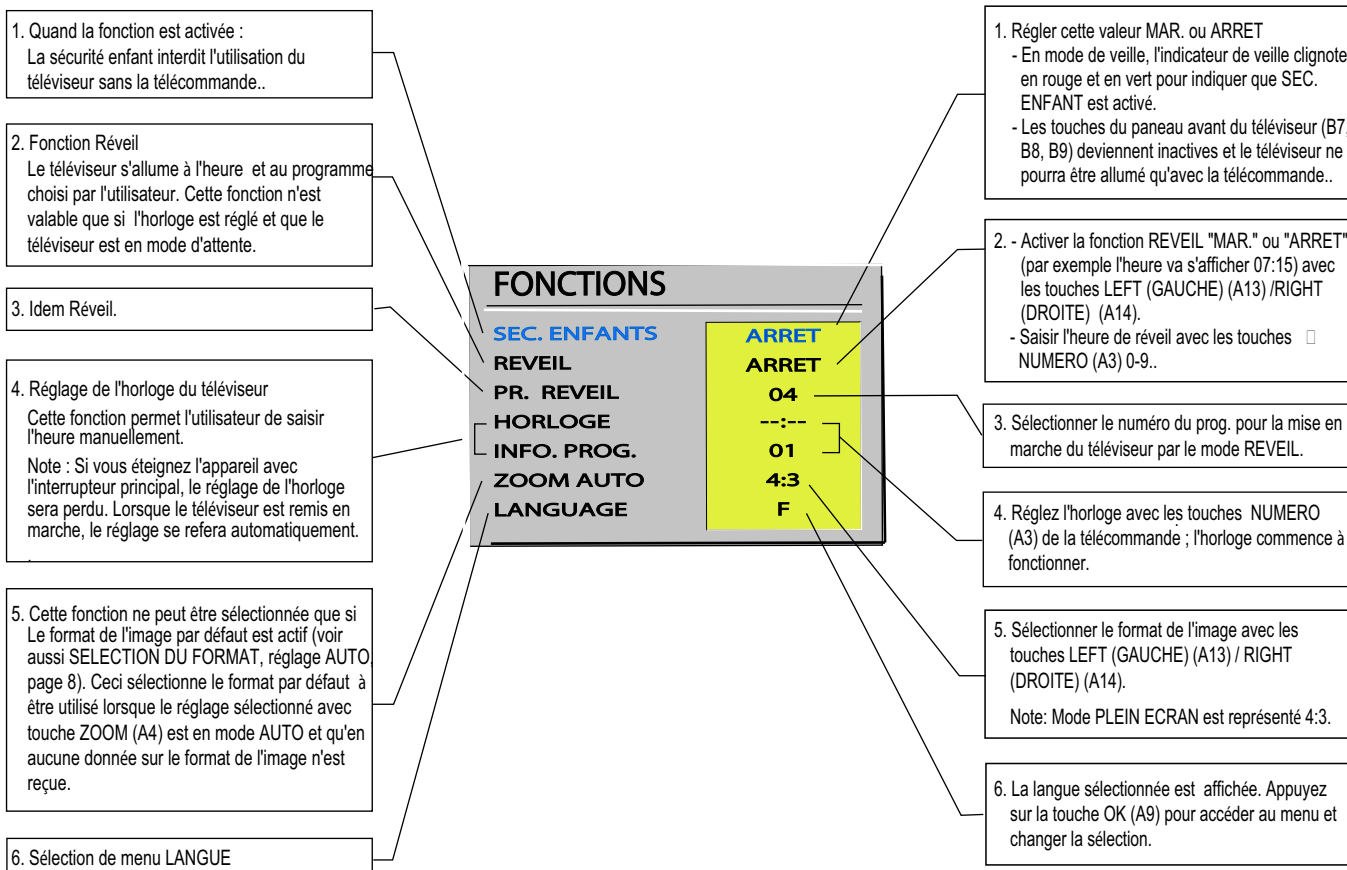 1. Quand la fonction est activée :
La sécurité enfant interdit l'utilisation du
téléviseur sans la télécommande..
2. Fonction Réveil
Le téléviseur s'allume à l'heure et au programme
choisi par l'utilisateur. Cette fonction n'est
valable que si l'horloge est réglé et que le
téléviseur est en mode d'attente.
3. Idem Réveil.
4. Réglage de l'horloge du téléviseur
Cette fonction permet l'utilisateur de saisir
l'heure manuellement.
Note : Si vous éteignez l'appareil avec
l'interrupteur principal, le réglage de l'horloge
sera perdu. Lorsque le téléviseur est remis en
marche, le réglage se refera automatiquement.
.
5. Cette fonction ne peut être sélectionnée que si
Le format de l'image par défaut est actif (voir
aussi SELECTION DU FORMAT, réglage AUTO,
page 8). Ceci sélectionne le format par défaut à
être utilisé lorsque le réglage sélectionné avec
touche ZOOM (A4) est en mode AUTO et qu'en
aucune donnée sur le format de l'image n'est
reçue.
6. Sélection de menu LANGUE
FONCTIONS
SEC. ENFANTS ARRET
REVEIL ARRET
PR. REVEIL 04
HORLOGE --:--
INFO. PROG. 01
ZOOM AUTO 4:3
LANGUAGE F
1. Régler cette valeur MAR. ou ARRET
- En mode de veille, l'indicateur de veille clignote
en rouge et en vert pour indiquer que SEC.
ENFANT est activé.
- Les touches du paneau avant du téléviseur (B7,
B8, B9) deviennent inactives et le téléviseur ne
pourra être allumé qu'avec la télécommande..
2. - Activer la fonction REVEIL "MAR." ou "ARRET"
(par exemple l'heure va s'afficher 07:15) avec
les touches LEFT (GAUCHE) (A13) /RIGHT
(DROITE) (A14).
- Saisir l'heure de réveil avec les touches □
NUMERO (A3) 0-9..
3. Sélectionner le numéro du prog. pour la mise en
marche du téléviseur par le mode REVEIL.
4. Réglez l'horloge avec les touches NUMERO
(A3) de la télécommande ; l'horloge commence à
fonctionner.
5. Sélectionner le format de l'image avec les
touches LEFT (GAUCHE) (A13) / RIGHT
(DROITE) (A14).
Note: Mode PLEIN ECRAN est représenté 4:3.
6. La langue sélectionnée est affichée. Appuyez
sur la touche OK (A9) pour accéder au menu et
changer la sélection.